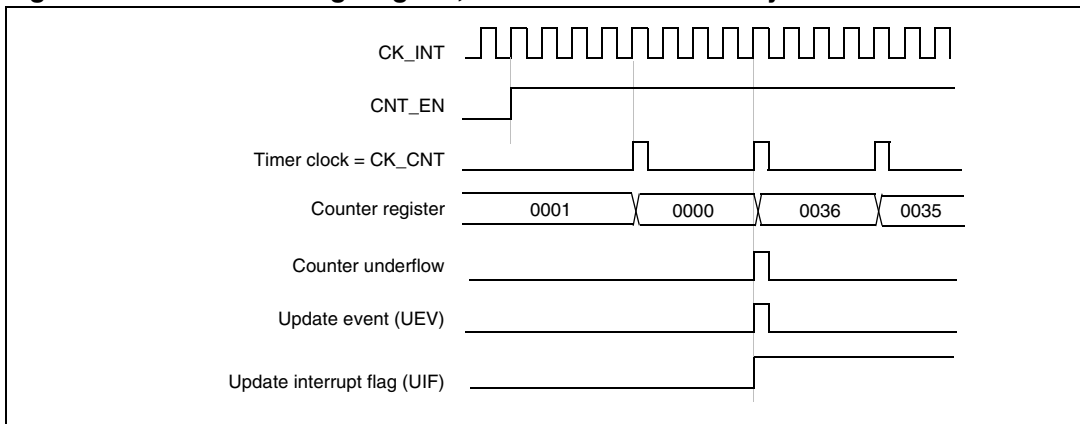 CK_INT
CNT_EN
Timer clock = CK_CNT
Counter register 0001 0000 0036 0035
Counter underflow
Update event (UEV)
Update interrupt flag (UIF)